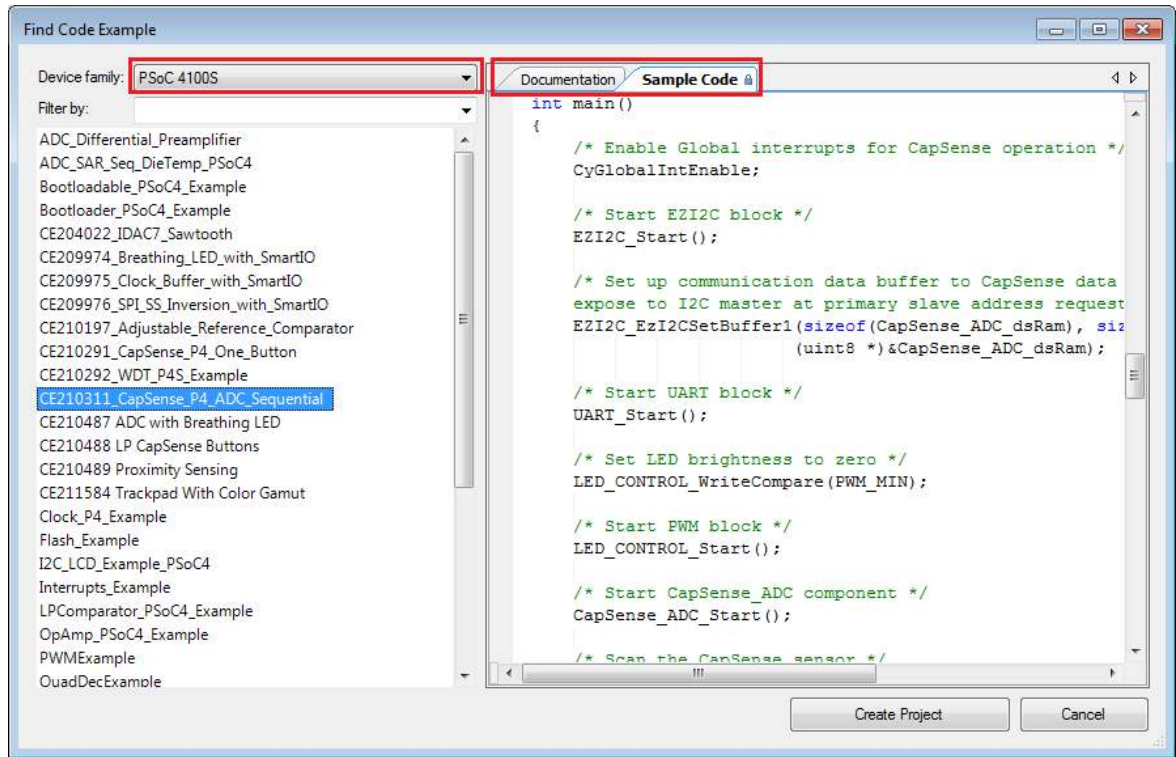 Find Code Example
Device family: PSoC 4100S
Filter by:
ADC_Differential_Preamplifier
ADC_SAR_Seq_DieTemp_PSoC4
Bootloadable_PSoC4_Example
Bootloader_PSoC4_Example
CE204022_IDAC7_Sawtooth
CE209974_Breathing_LED_with_SmartIO
CE209975_Clock_Buffer_with_SmartIO
CE209976_SPI_SS_Inversion_with_SmartIO
CE210197_Adjustable_Reference_Comparator
CE210291_CapSense_P4_One_Button
CE210292_WDT_P4S_Example
CE210311_CapSense_P4_ADC_Sequential
CE210487 ADC with Breathing LED
CE210488 LP CapSense Buttons
CE210489 Proximity Sensing
CE211584 Trackpad With Color Gamut
Clock_P4_Example
Flash_Example
I2C_LCD_Example_PSoC4
Interrupts_Example
LPComparator_PSoC4_Example
OpAmp_PSoC4_Example
PWMExample
QuadDecExample
Documentation Sample Code
int main()
{
/* Enable Global interrupts for CapSense operation */
CyGlobalIntEnable;
/* Start EZI2C block */
EZI2C_Start();
/* Set up communication data buffer to CapSense data
expose to I2C master at primary slave address request
EZI2C_EzI2CSetBuffer1(sizeof(CapSense_ADC_dsRam), siz
(uint8 *)&CapSense_ADC_dsRam);
/* Start UART block */
UART_Start();
/* Set LED brightness to zero */
LED_CONTROL_WriteCompare(PWM_MIN);
/* Start PWM block */
LED_CONTROL_Start();
/* Start CapSense_ADC component */
CapSense_ADC_Start();
/* Scan the CapSense sensor */
Create Project
Cancel